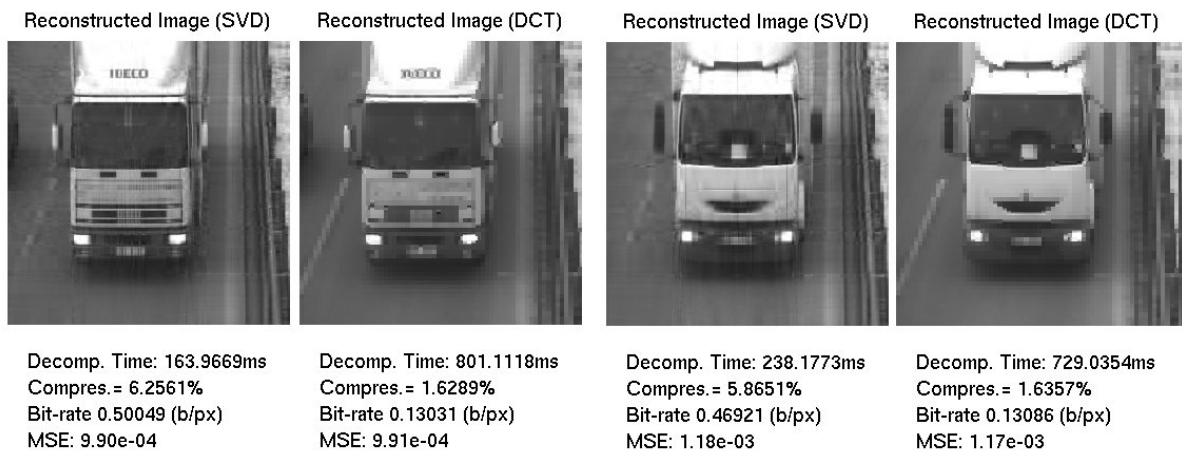 Reconstructed Image (SVD)
Reconstructed Image (DCT)
Reconstructed Image (SVD)
Reconstructed Image (DCT)
Decomp. Time: 163.9669ms
Compres.= 6.2561%
Bit-rate 0.50049 (b/px)
MSE: 9.90e-04
Decomp. Time: 801.1118ms
Compres.= 1.6289%
Bit-rate 0.13031 (b/px)
MSE: 9.91e-04
Decomp. Time: 238.1773ms
Compres.= 5.8651%
Bit-rate 0.46921 (b/px)
MSE: 1.18e-03
Decomp. Time: 729.0354ms
Compres.= 1.6357%
Bit-rate 0.13086 (b/px)
MSE: 1.17e-03